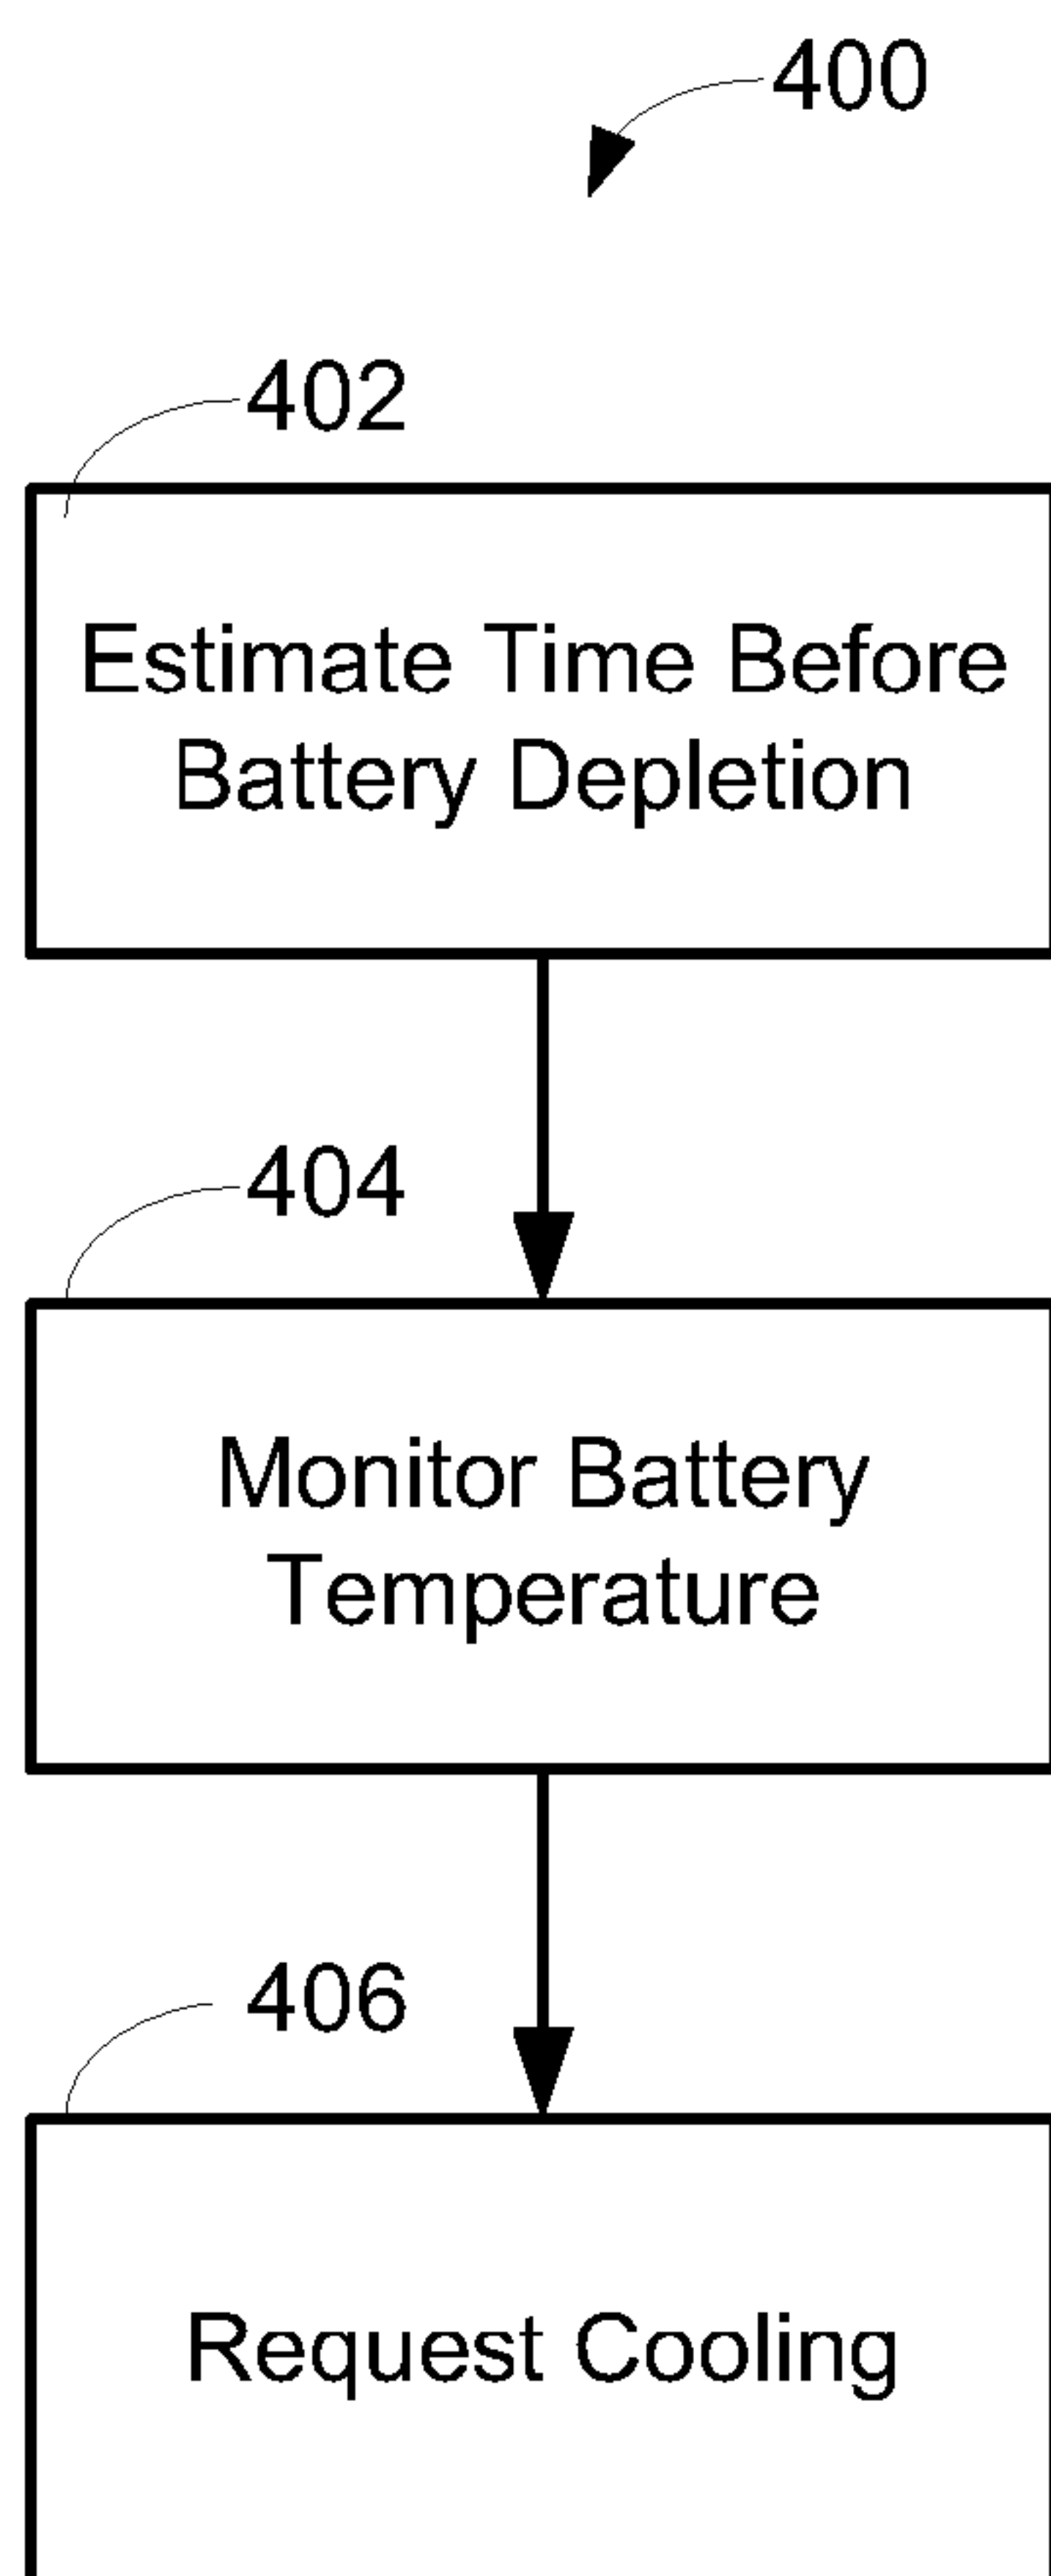 400
402
Estimate Time Before
Battery Depletion
404
Monitor Battery
Temperature
406
Request Cooling